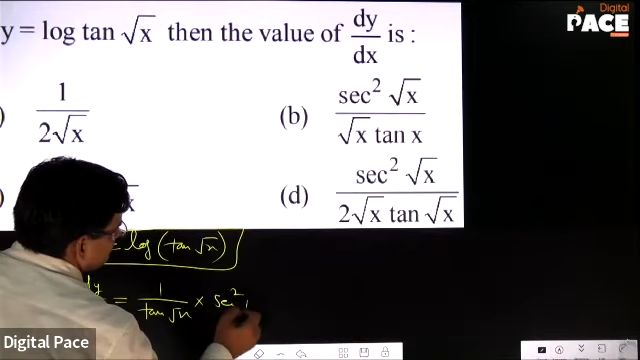 Digital
PACE
y = log tan √x then the value of dy/dx is :
) 1/(2√x) (b) sec² √x/(√x tan x)
) (d) sec² √x/(2√x tan √x)
= log (tan √x)
dy = 1/(tan √x) × sec²
Digital Pace